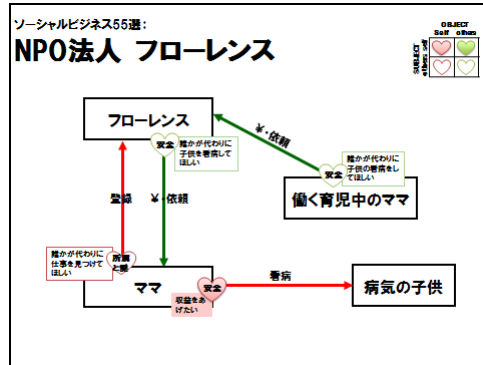 ソーシャルビジネス55選:
NPO法人 フローレンス
OBJECT
Self others
SUBJECT
others self
フローレンス
安全
誰かが代わりに
子供を看病して
ほしい
¥・依頼
安全
誰かが代わりに
子供の看病をし
てほしい
働く育児中のママ
登録
¥・依頼
誰かが代わりに
仕事を見つけて
ほしい
所属
と愛
ママ
安全
収益をあ
げたい
看病
病気の子供